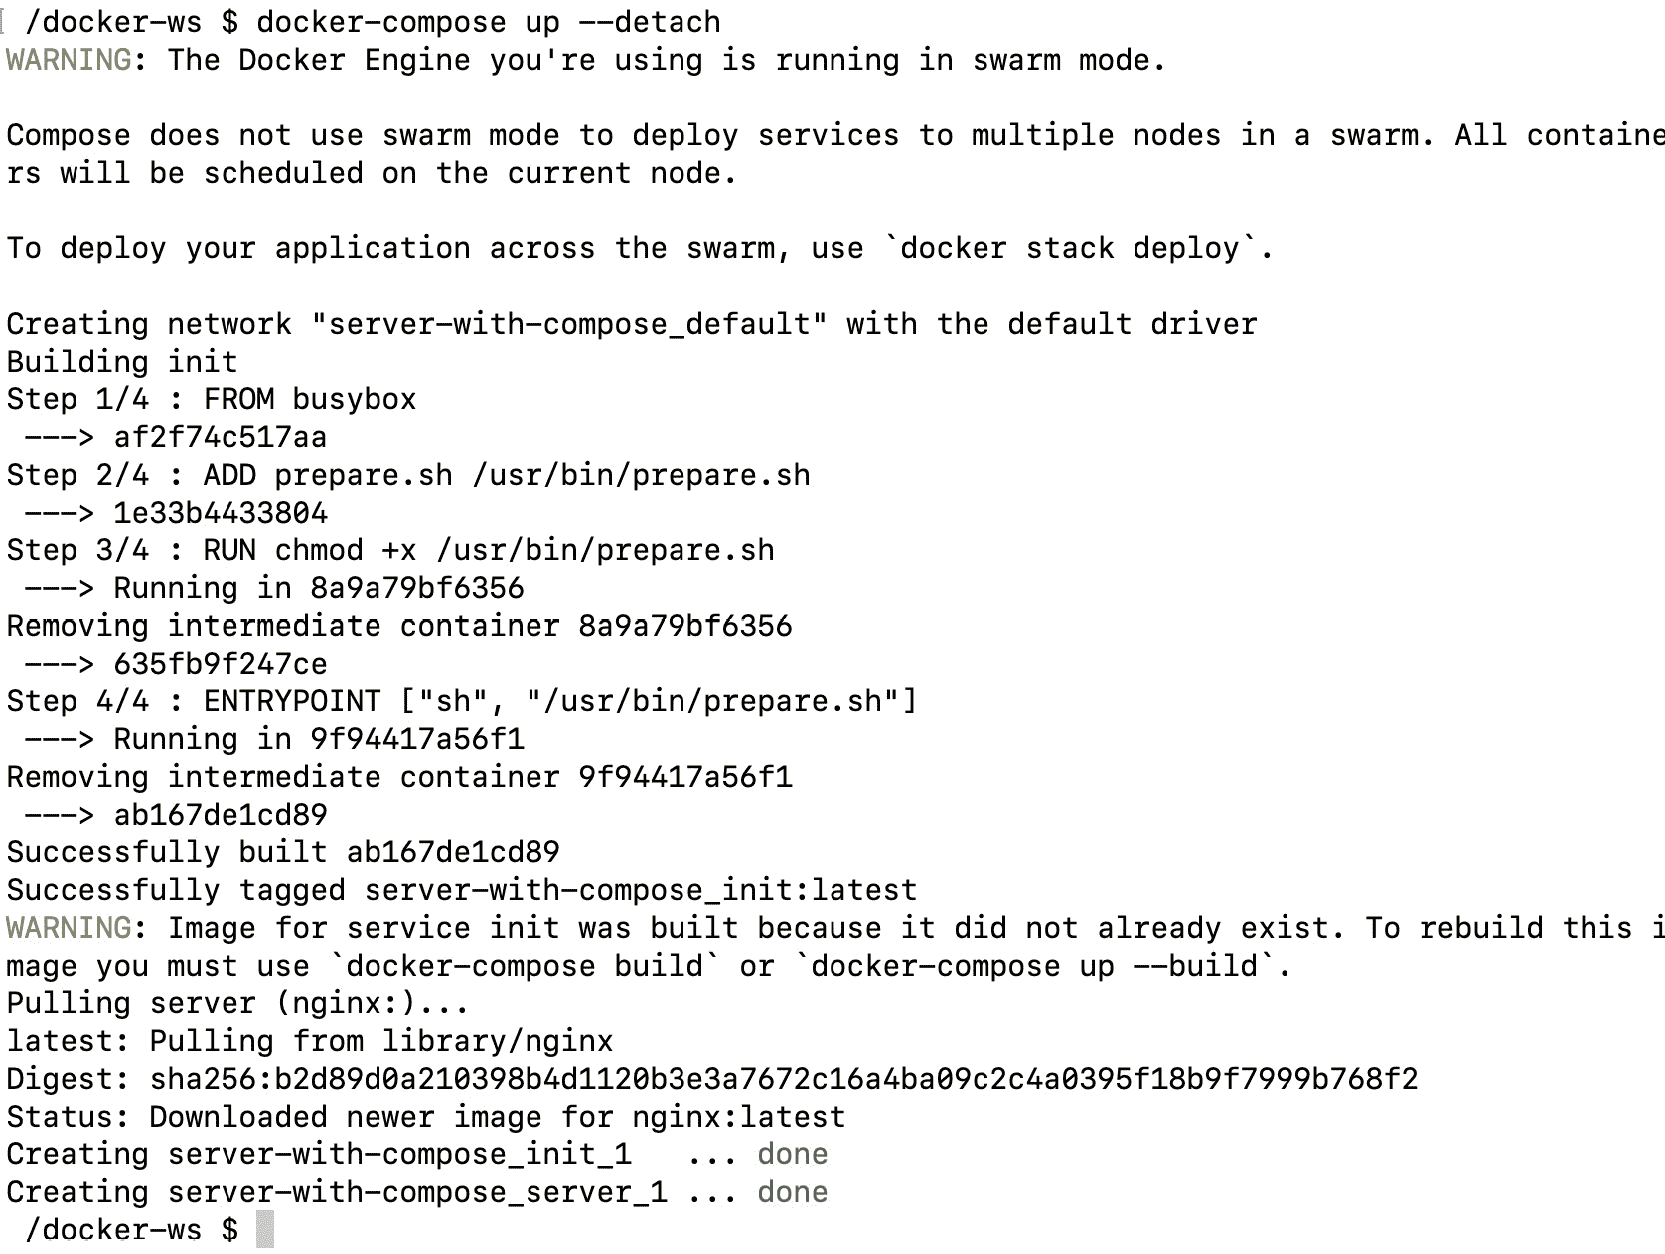 /docker-ws $ docker-compose up --detach
WARNING: The Docker Engine you're using is running in swarm mode.
Compose does not use swarm mode to deploy services to multiple nodes in a swarm. All containe
rs will be scheduled on the current node.
To deploy your application across the swarm, use `docker stack deploy`.
Creating network "server-with-compose_default" with the default driver
Building init
Step 1/4 : FROM busybox
 ---> af2f74c517aa
Step 2/4 : ADD prepare.sh /usr/bin/prepare.sh
 ---> 1e33b4433804
Step 3/4 : RUN chmod +x /usr/bin/prepare.sh
 ---> Running in 8a9a79bf6356
Removing intermediate container 8a9a79bf6356
 ---> 635fb9f247ce
Step 4/4 : ENTRYPOINT ["sh", "/usr/bin/prepare.sh"]
 ---> Running in 9f94417a56f1
Removing intermediate container 9f94417a56f1
 ---> ab167de1cd89
Successfully built ab167de1cd89
Successfully tagged server-with-compose_init:latest
WARNING: Image for service init was built because it did not already exist. To rebuild this i
mage you must use `docker-compose build` or `docker-compose up --build`.
Pulling server (nginx:)...
latest: Pulling from library/nginx
Digest: sha256:b2d89d0a210398b4d1120b3e3a7672c16a4ba09c2c4a0395f18b9f7999b768f2
Status: Downloaded newer image for nginx:latest
Creating server-with-compose_init_1   ... done
Creating server-with-compose_server_1 ... done
/docker-ws $